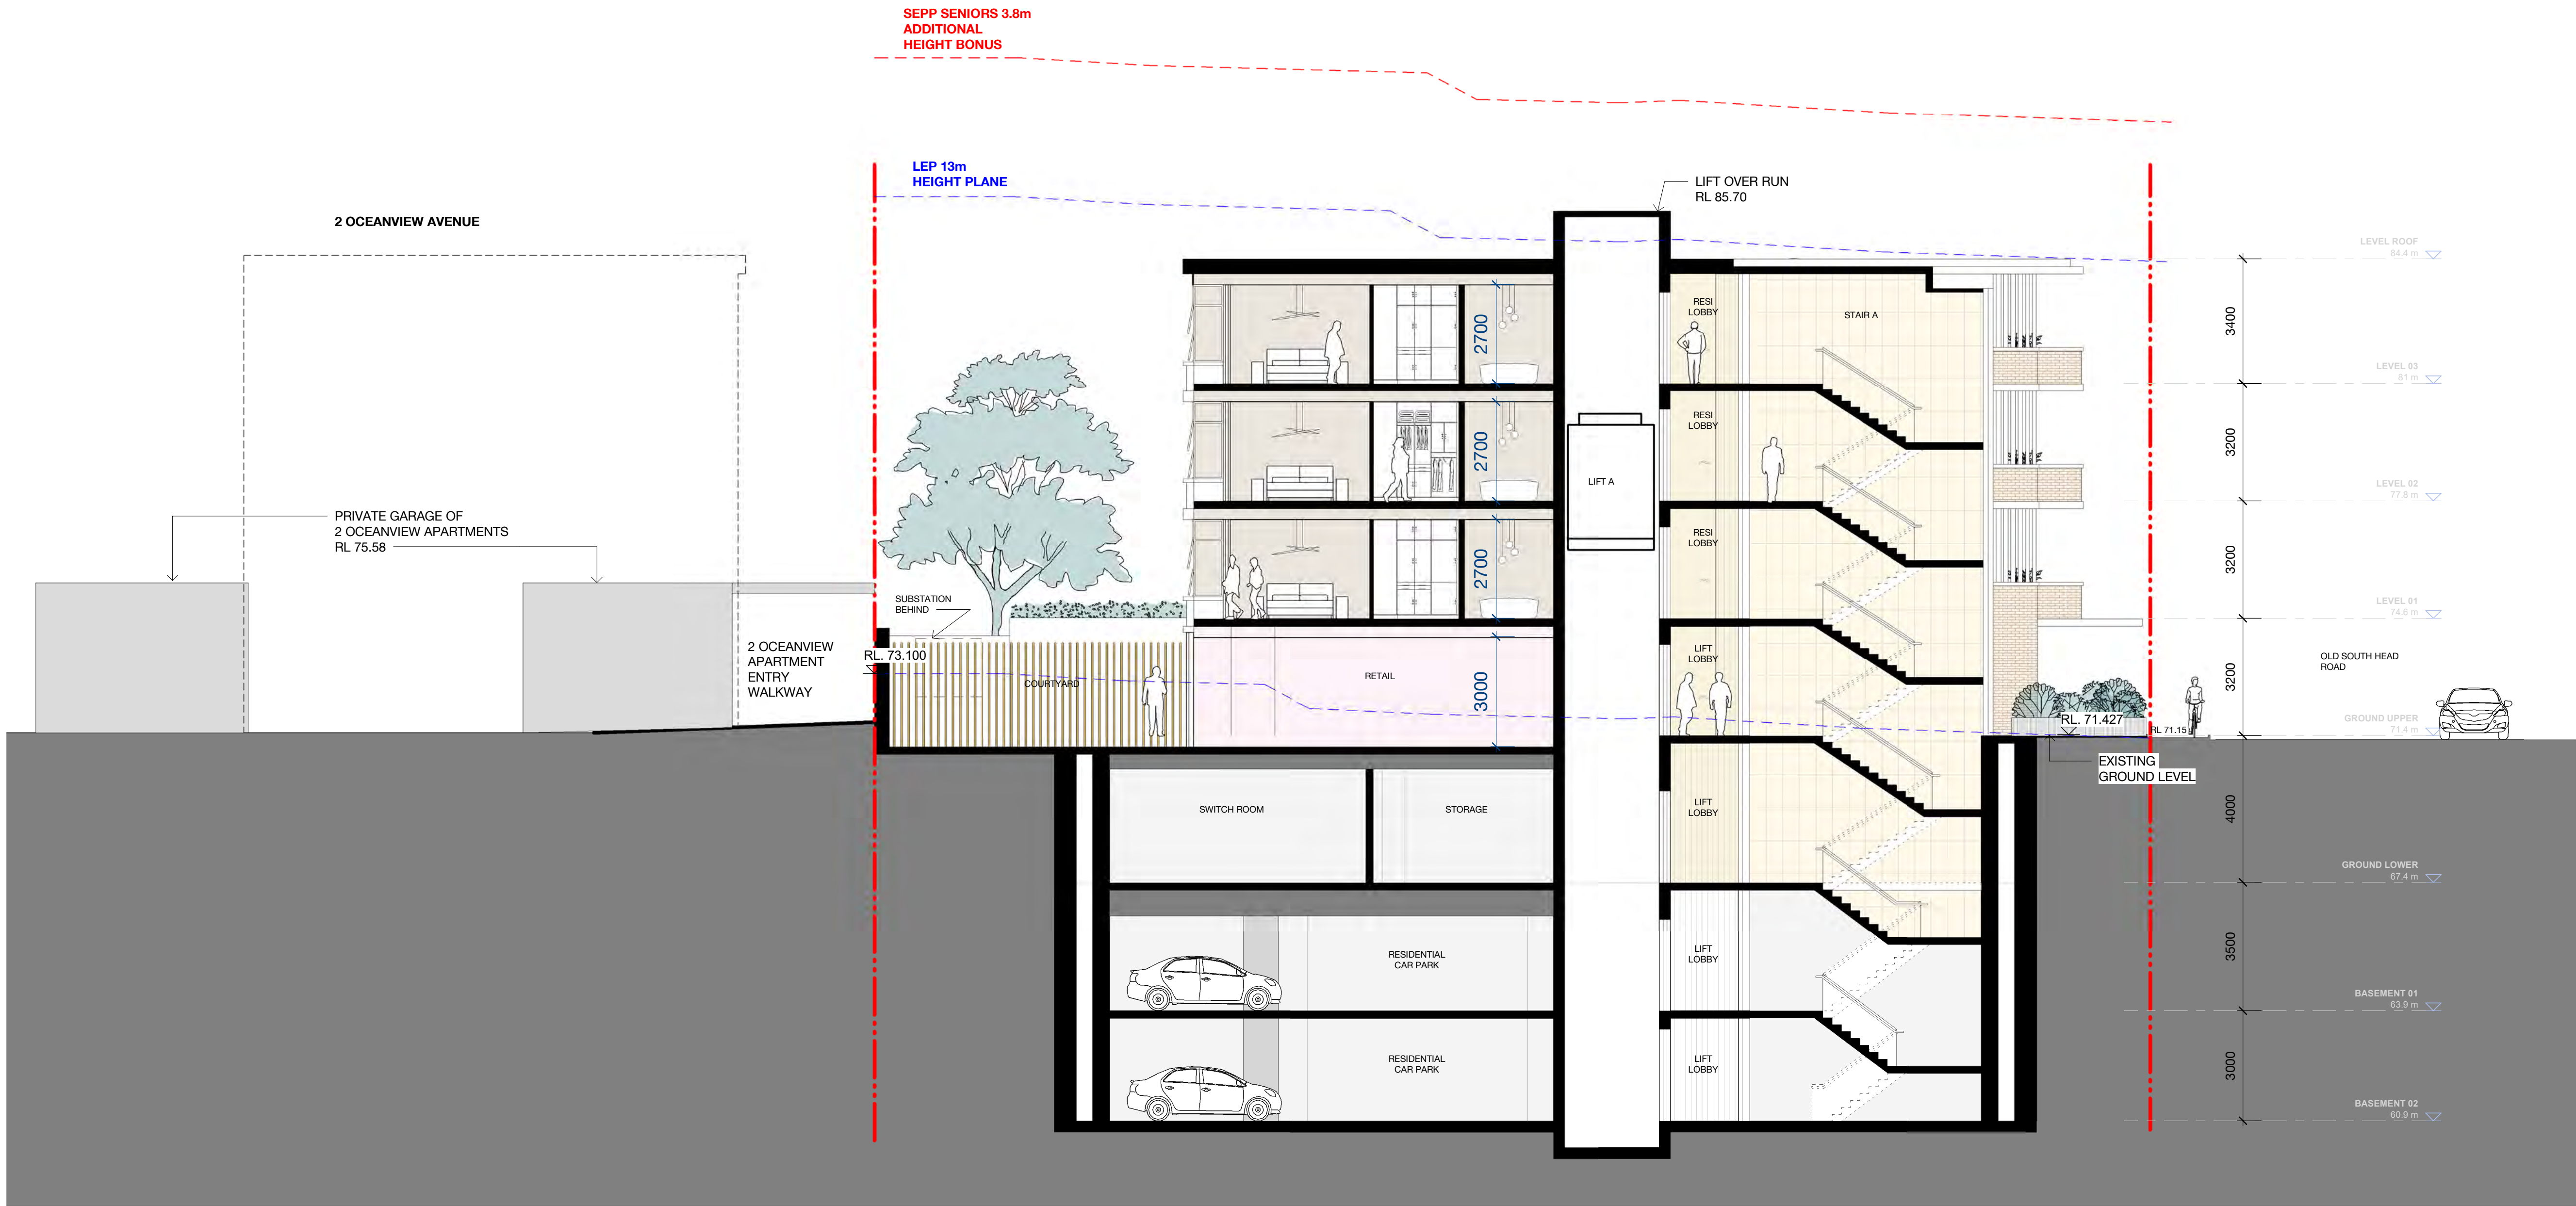 SEPP SENIORS 3.8m
ADDITIONAL
HEIGHT BONUS
LEP 13m
HEIGHT PLANE
LIFT OVER RUN
RL 85.70
2 OCEANVIEW AVENUE
LEVEL ROOF
84.4 m
RESI
LOBBY
STAIR A
2700
3400
LEVEL 03
81 m
RESI
LOBBY
2700
3200
LIFT A
LEVEL 02
77.8 m
PRIVATE GARAGE OF
2 OCEANVIEW APARTMENTS
RL 75.58
RESI
LOBBY
2700
3200
SUBSTATION
BEHIND
LEVEL 01
74.6 m
2 OCEANVIEW
APARTMENT
ENTRY
WALKWAY
RL. 73.100
COURTYARD
RETAIL
3000
LIFT
LOBBY
3200
OLD SOUTH HEAD
ROAD
RL. 71.427
RL 71.15
GROUND UPPER
71.4 m
EXISTING
GROUND LEVEL
SWITCH ROOM
STORAGE
LIFT
LOBBY
4000
GROUND LOWER
67.4 m
RESIDENTIAL
CAR PARK
LIFT
LOBBY
3500
BASEMENT 01
63.9 m
RESIDENTIAL
CAR PARK
LIFT
LOBBY
3000
BASEMENT 02
60.9 m